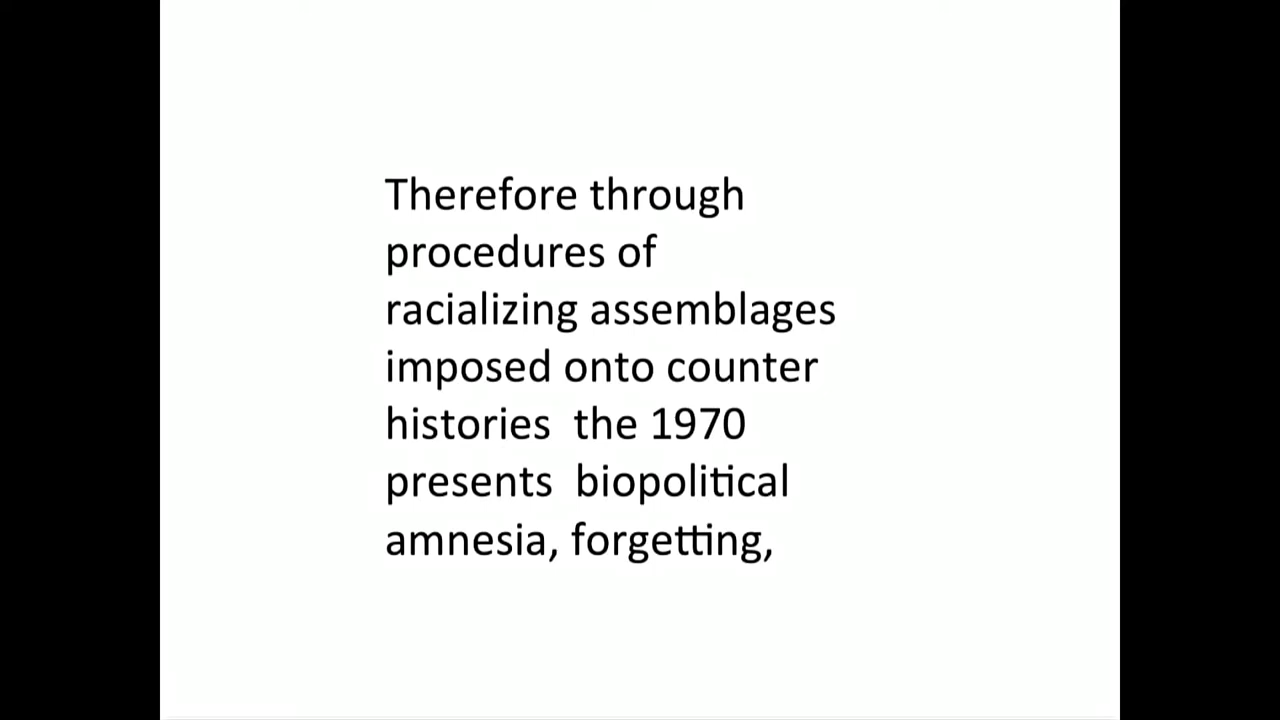 Therefore through
procedures of
racializing assemblages
imposed onto counter
histories  the 1970
presents  biopolitical
amnesia, forgetting,